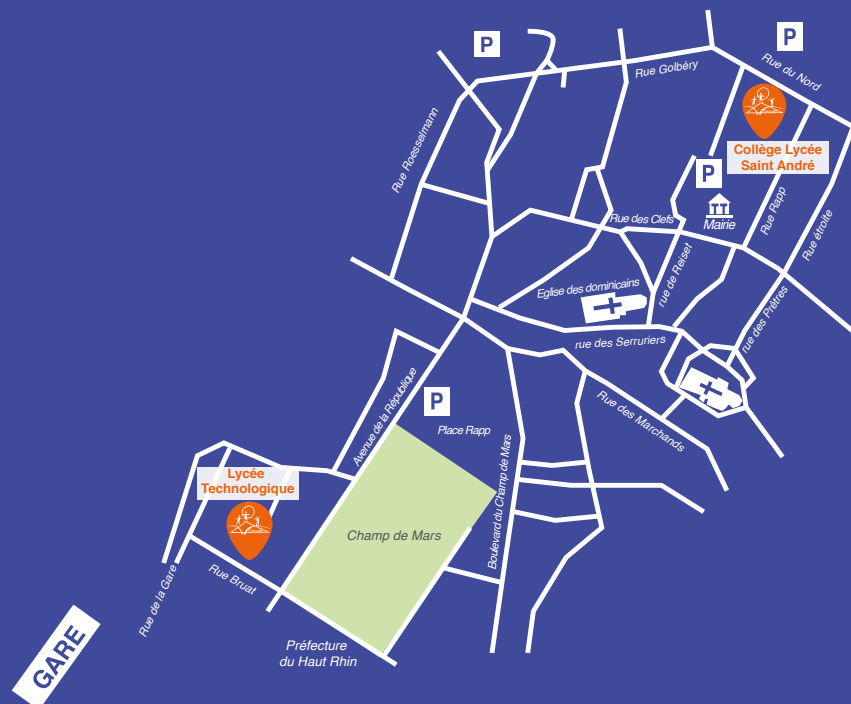 P
P
Rue Golbéry
Rue du Nord
Rue Roesselmann
Collège Lycée
Saint André
P
Rue Rapp
Mairie
Rue des Clefs
Rue étroite
rue de Reiset
Eglise des dominicains
rue des Prêtres
rue des Serruriers
Avenue de la République
P
Place Rapp
Rue des Marchands
Boulevard du Champ de Mars
Lycée
Technologique
Champ de Mars
Rue de la Gare
Rue Bruat
GARE
Préfecture
du Haut Rhin